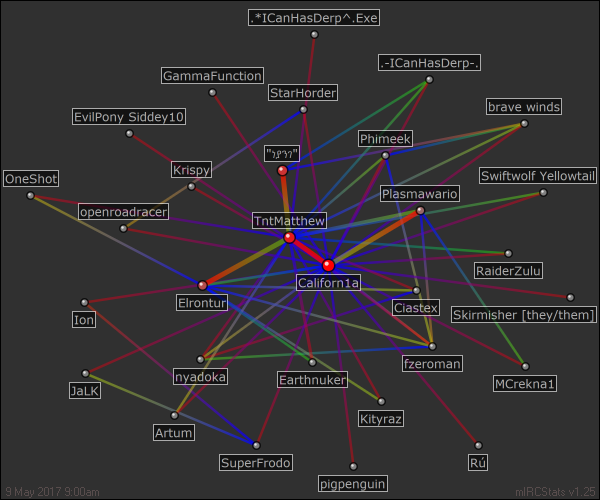 .*ICanHasDerp^.Exe
.-ICanHasDerp-.
GammaFunction
StarHorder
brave winds
EvilPony Siddey10
Phimeek
Krispy
Swiftwolf Yellowtail
OneShot
Plasmawario
openroadracer
TntMatthew
RaiderZulu
Californ1a
Elrontur
Ciastex
Skirmisher [they/them]
Ion
fzeroman
nyadoka
Earthnuker
MCrekna1
JaLK
Kityraz
Artum
SuperFrodo
Rú
pigpenguin
9 May 2017 9:00am
mIRCStats v1.25